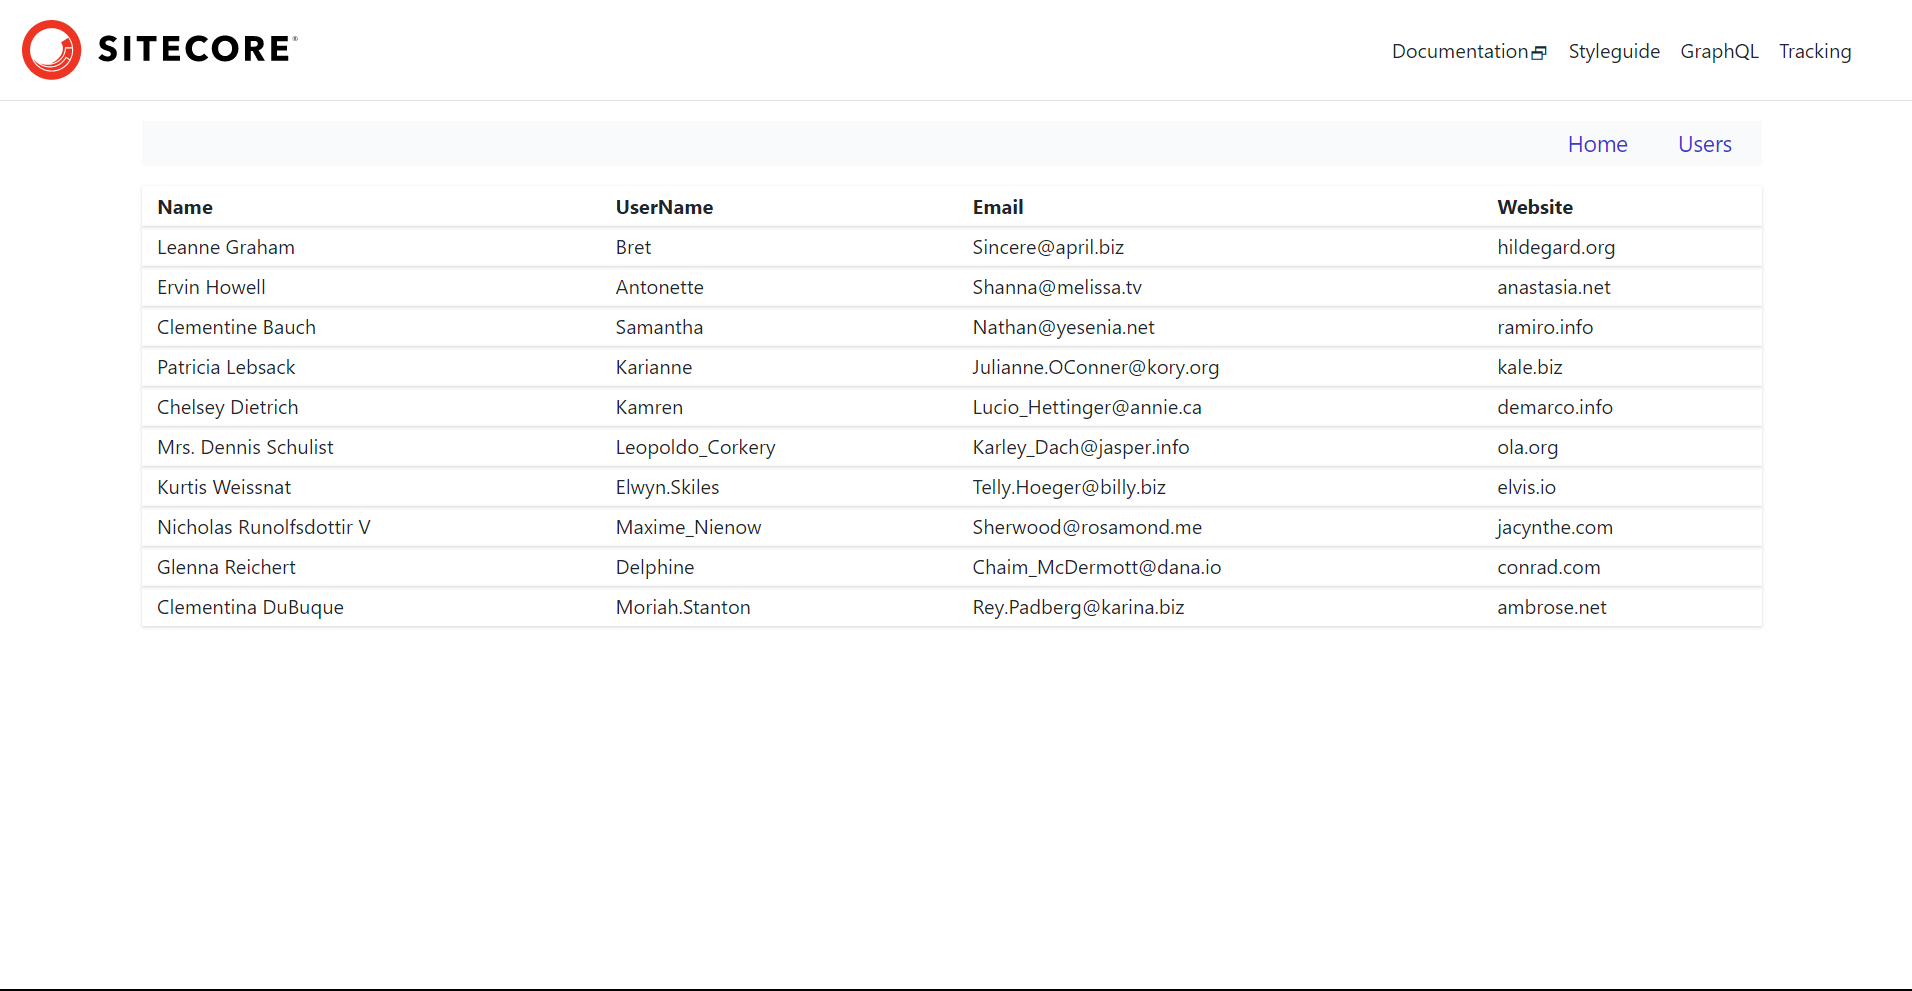 SITECORE®
Documentation Styleguide GraphQL Tracking
Home Users
Name UserName Email Website
Leanne Graham Bret Sincere@april.biz hildegard.org
Ervin Howell Antonette Shanna@melissa.tv anastasia.net
Clementine Bauch Samantha Nathan@yesenia.net ramiro.info
Patricia Lebsack Karianne Julianne.OConner@kory.org kale.biz
Chelsey Dietrich Kamren Lucio_Hettinger@annie.ca demarco.info
Mrs. Dennis Schulist Leopoldo_Corkery Karley_Dach@jasper.info ola.org
Kurtis Weissnat Elwyn.Skiles Telly.Hoeger@billy.biz elvis.io
Nicholas Runolfsdottir V Maxime_Nienow Sherwood@rosamond.me jacynthe.com
Glenna Reichert Delphine Chaim_McDermott@dana.io conrad.com
Clementina DuBuque Moriah.Stanton Rey.Padberg@karina.biz ambrose.net